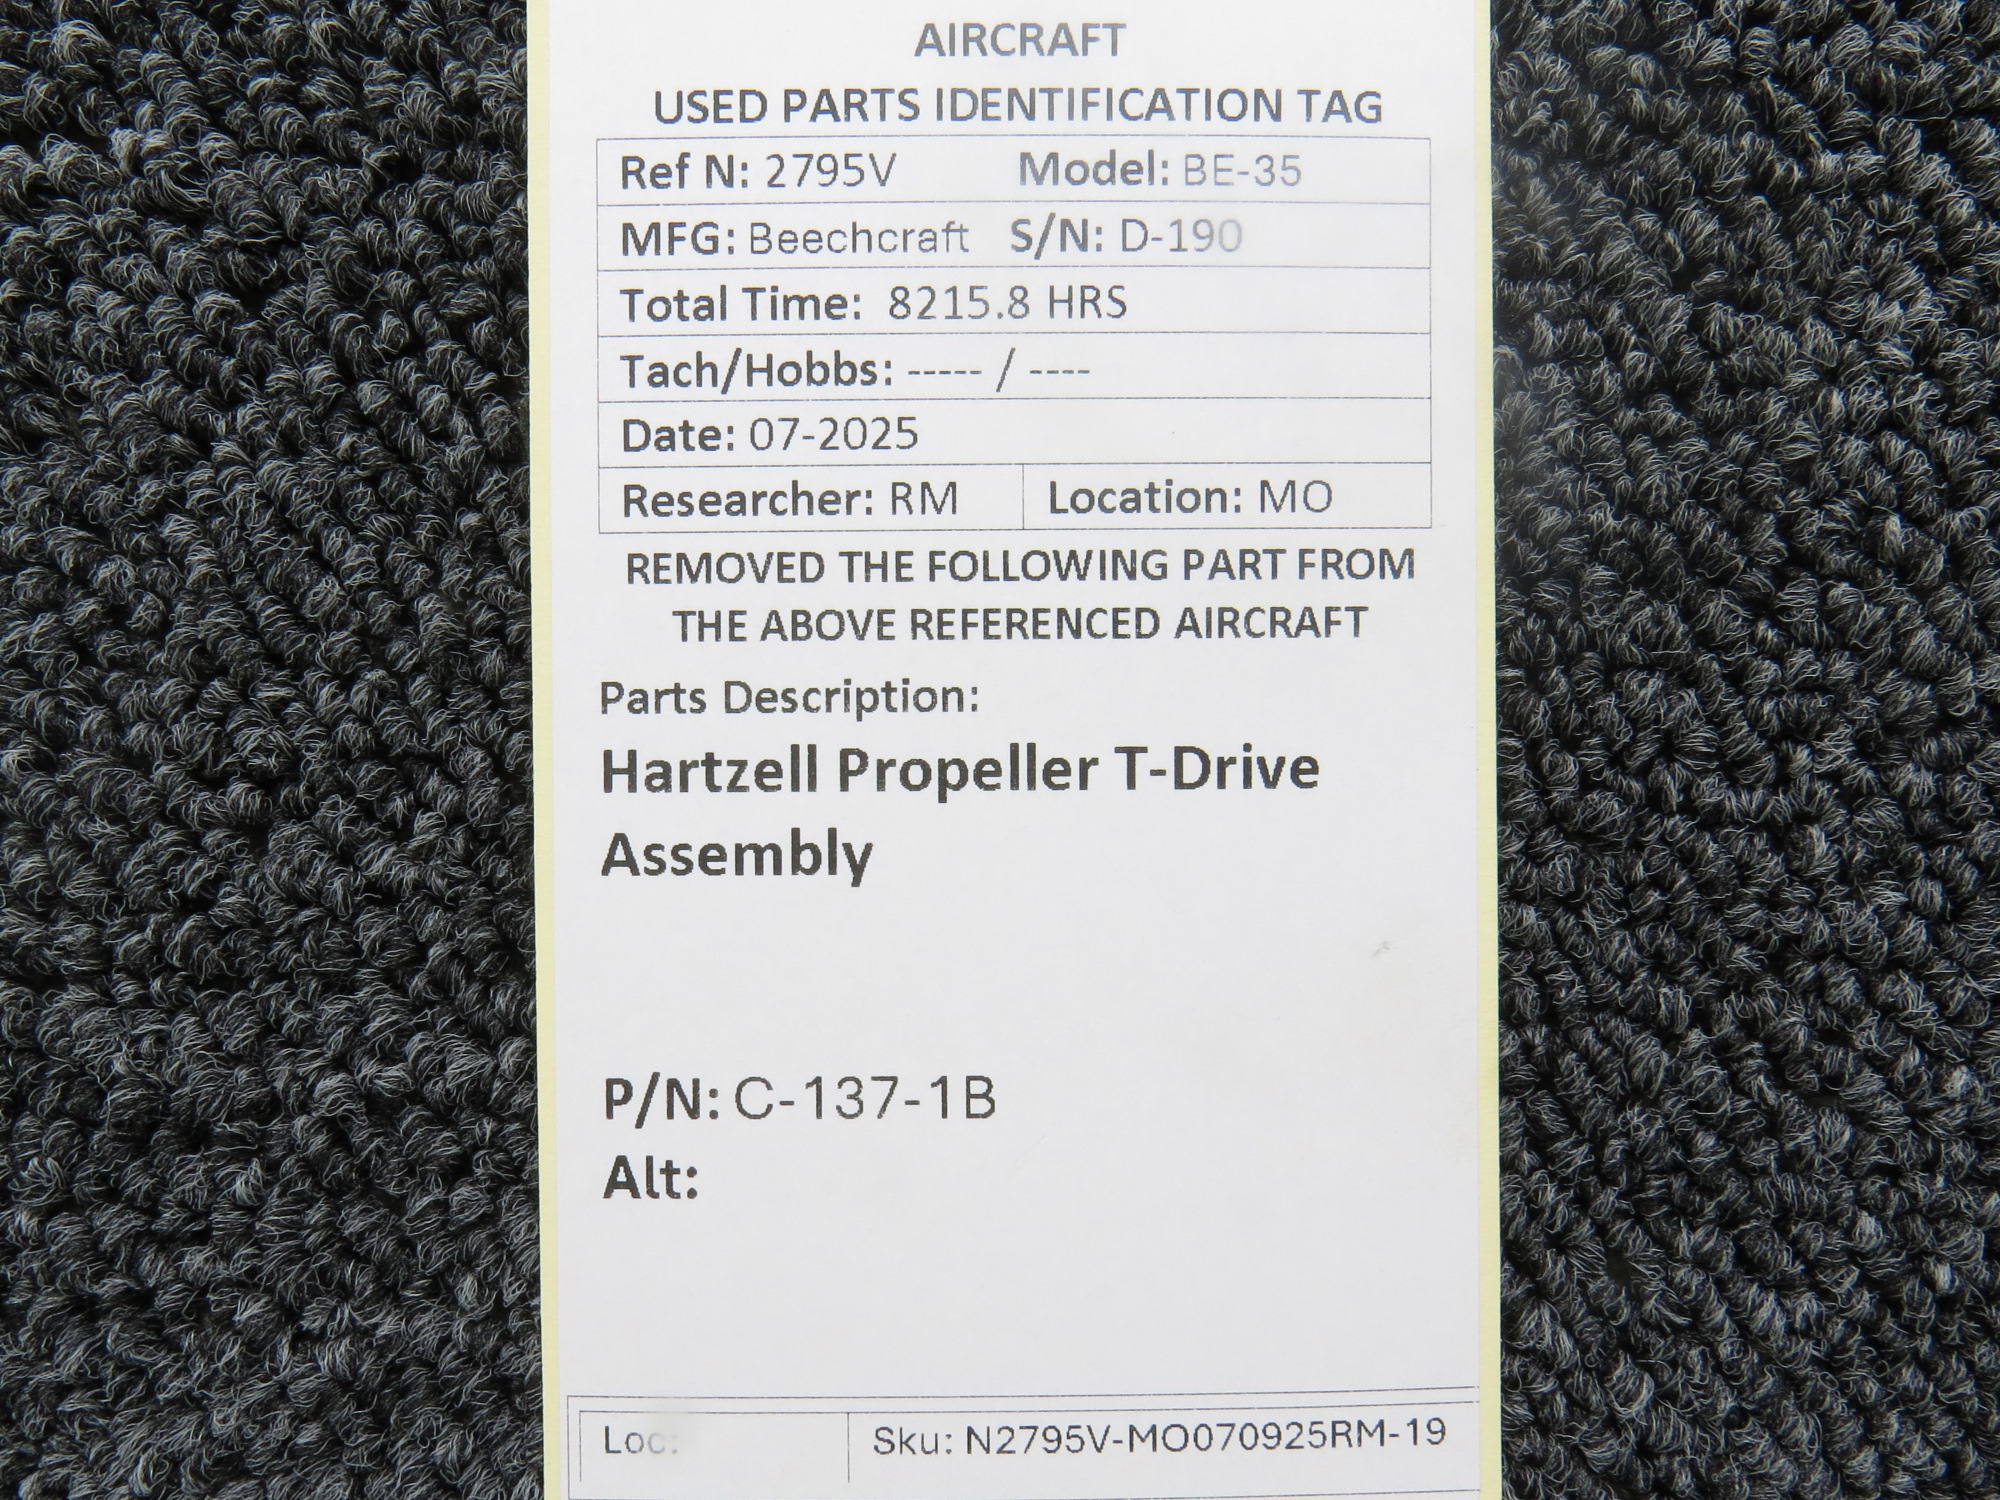 AIRCRAFT
USED PARTS IDENTIFICATION TAG
Ref N: 2795V Model: BE-35
MFG: Beechcraft S/N: D-190
Total Time: 8215.8 HRS
Tach/Hobbs: ----- / ----
Date: 07-2025
Researcher: RM Location: MO
REMOVED THE FOLLOWING PART FROM
THE ABOVE REFERENCED AIRCRAFT
Parts Description:
Hartzell Propeller T-Drive
Assembly
P/N: C-137-1B
Alt:
Loc: Sku: N2795V-MO070925RM-19